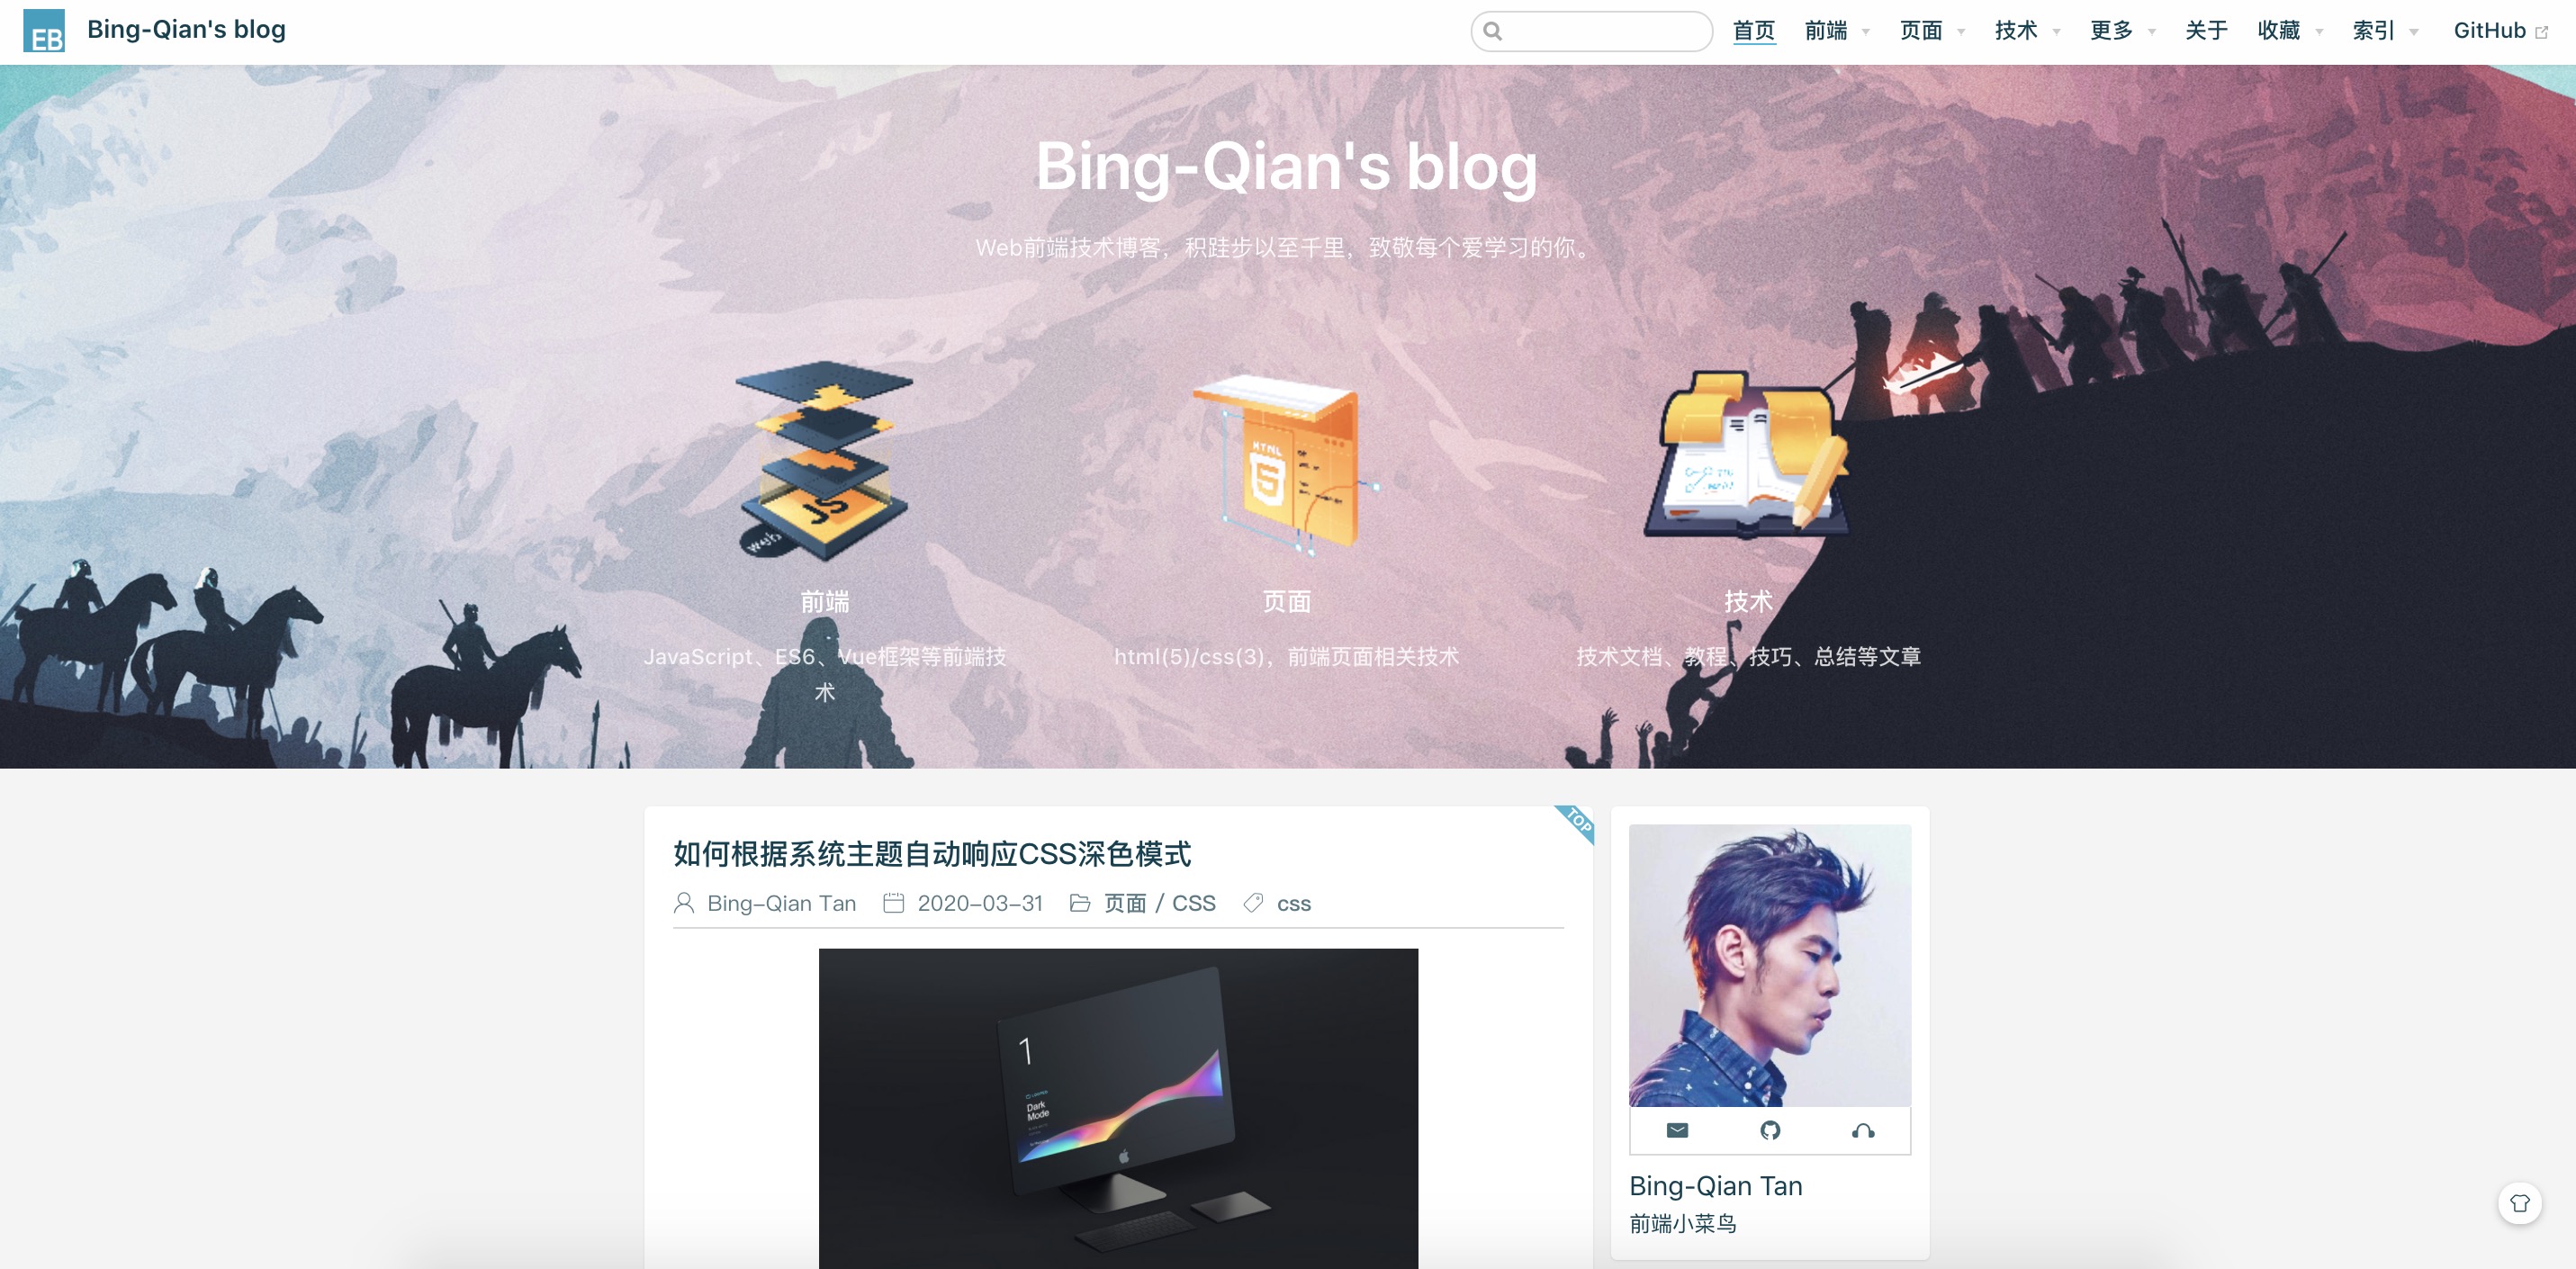 EB
Bing-Qian's blog
首页 前端 页面 技术 更多 关于 收藏 索引 GitHub
Bing-Qian's blog
Web前端技术博客，积跬步以至千里，致敬每个爱学习的你。
web
JS
HTML
5
前端
页面
技术
JavaScript、ES6、Vue框架等前端技
术
html(5)/css(3)，前端页面相关技术
技术文档、教程、技巧、总结等文章
TOP
如何根据系统主题自动响应CSS深色模式
Bing-Qian Tan 2020-03-31 页面 / CSS css
1
Dark
Mode
Bing-Qian Tan
前端小菜鸟